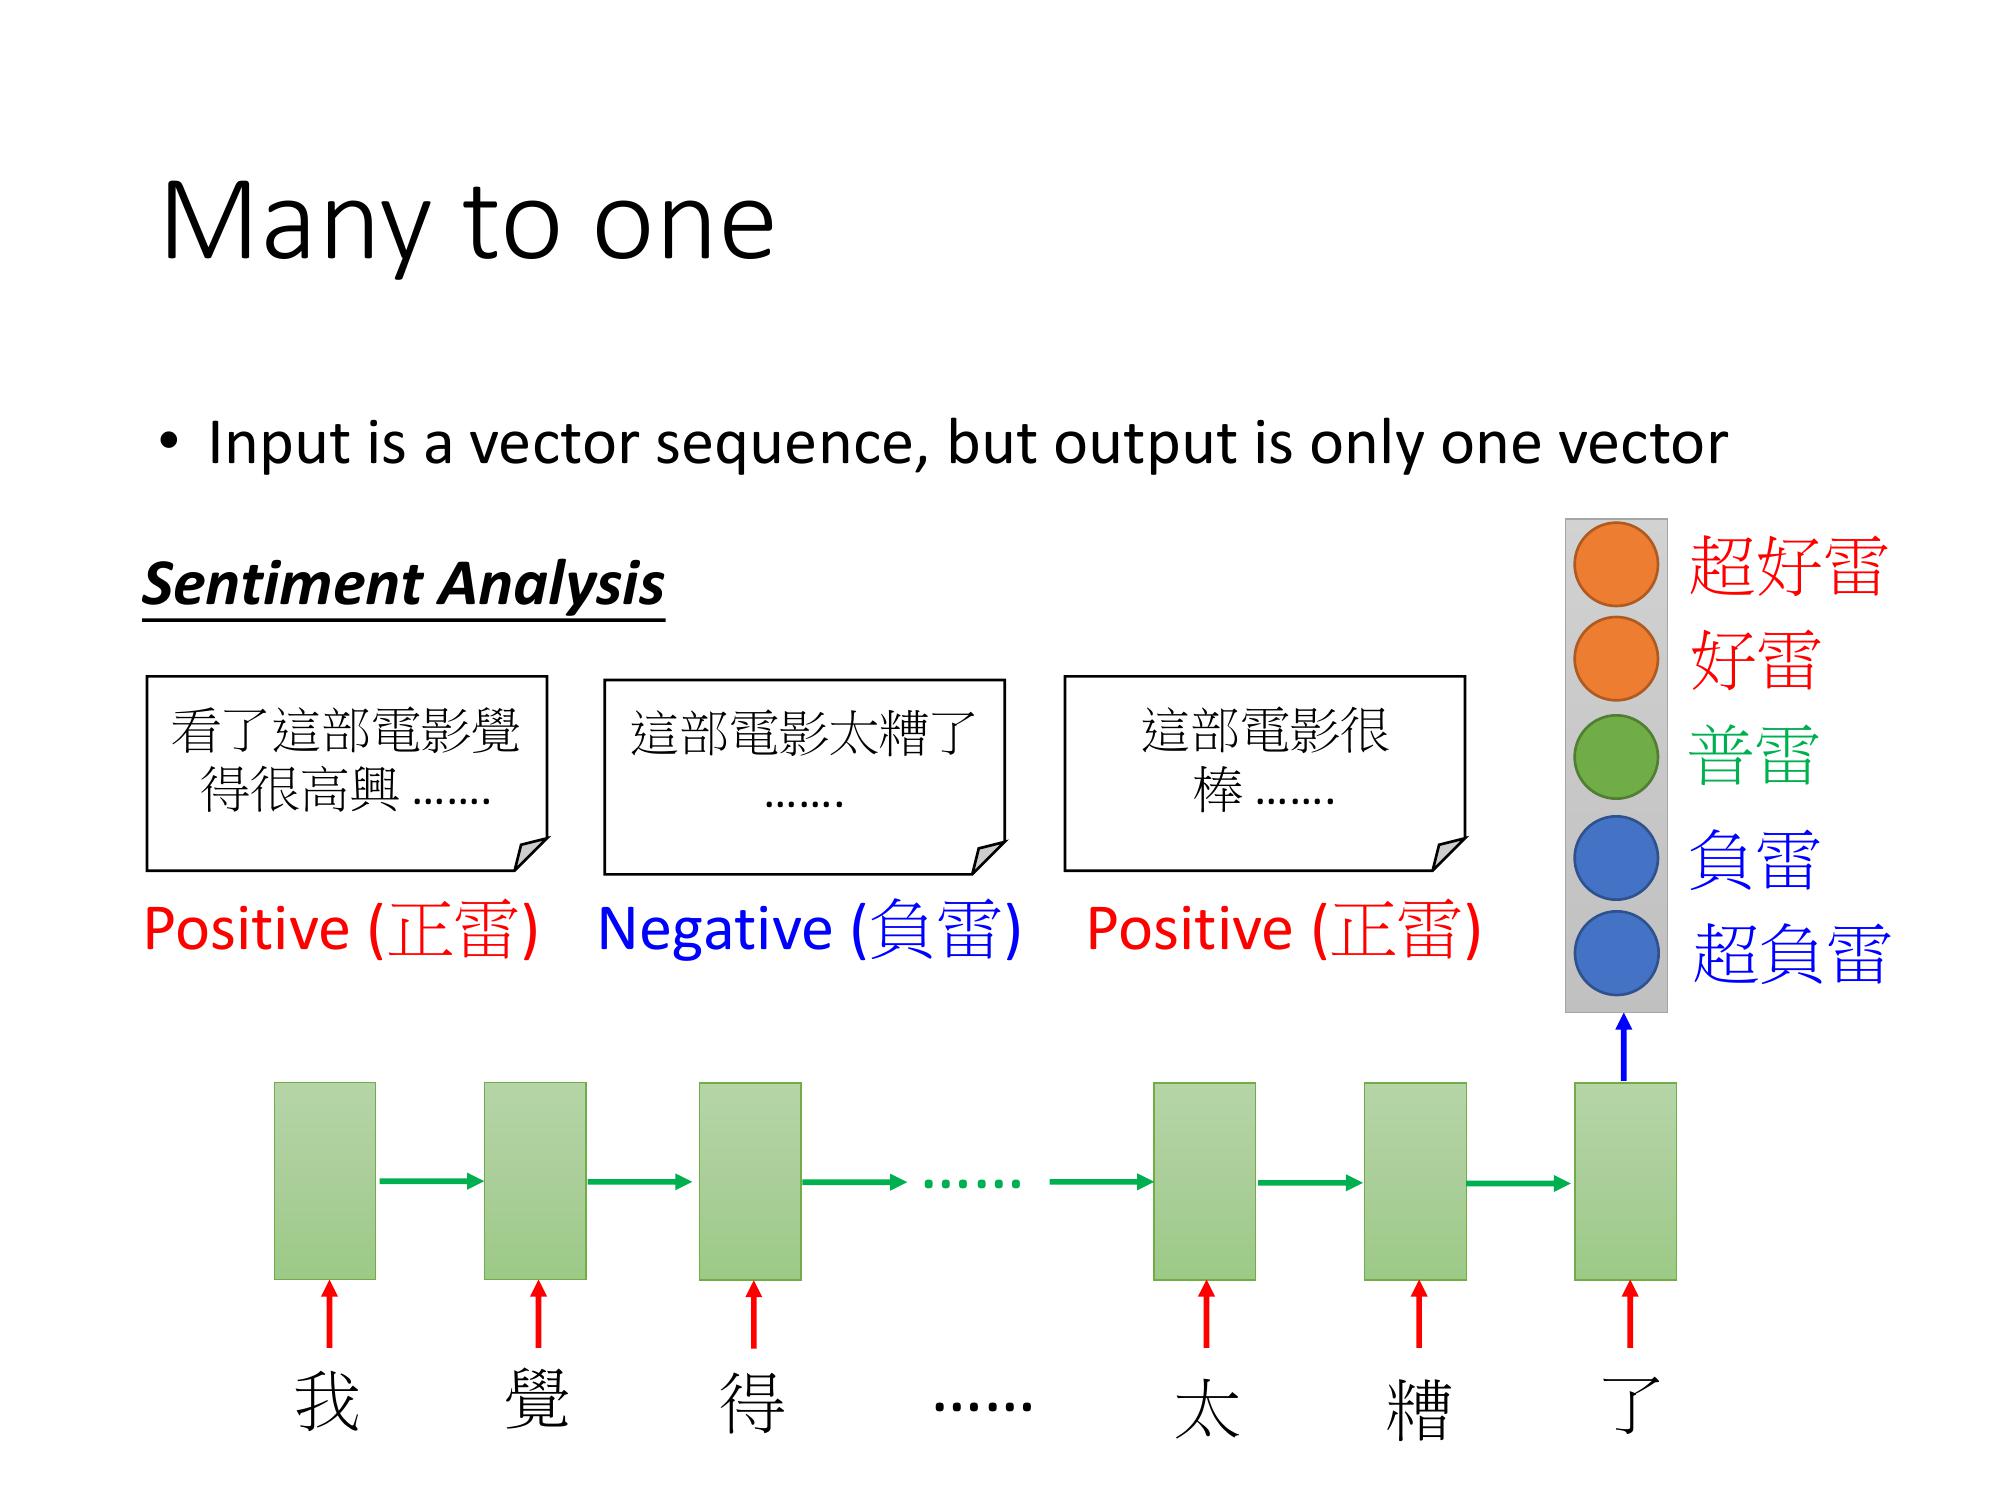 Many to one
• Input is a vector sequence, but output is only one vector
Sentiment Analysis
看了這部電影覺
得很高興 …….
Positive (正雷)
這部電影太糟了
…….
Negative (負雷)
這部電影很
棒 …….
Positive (正雷)
超好雷
好雷
普雷
負雷
超負雷
……
我 覺 得 …… 太 糟 了